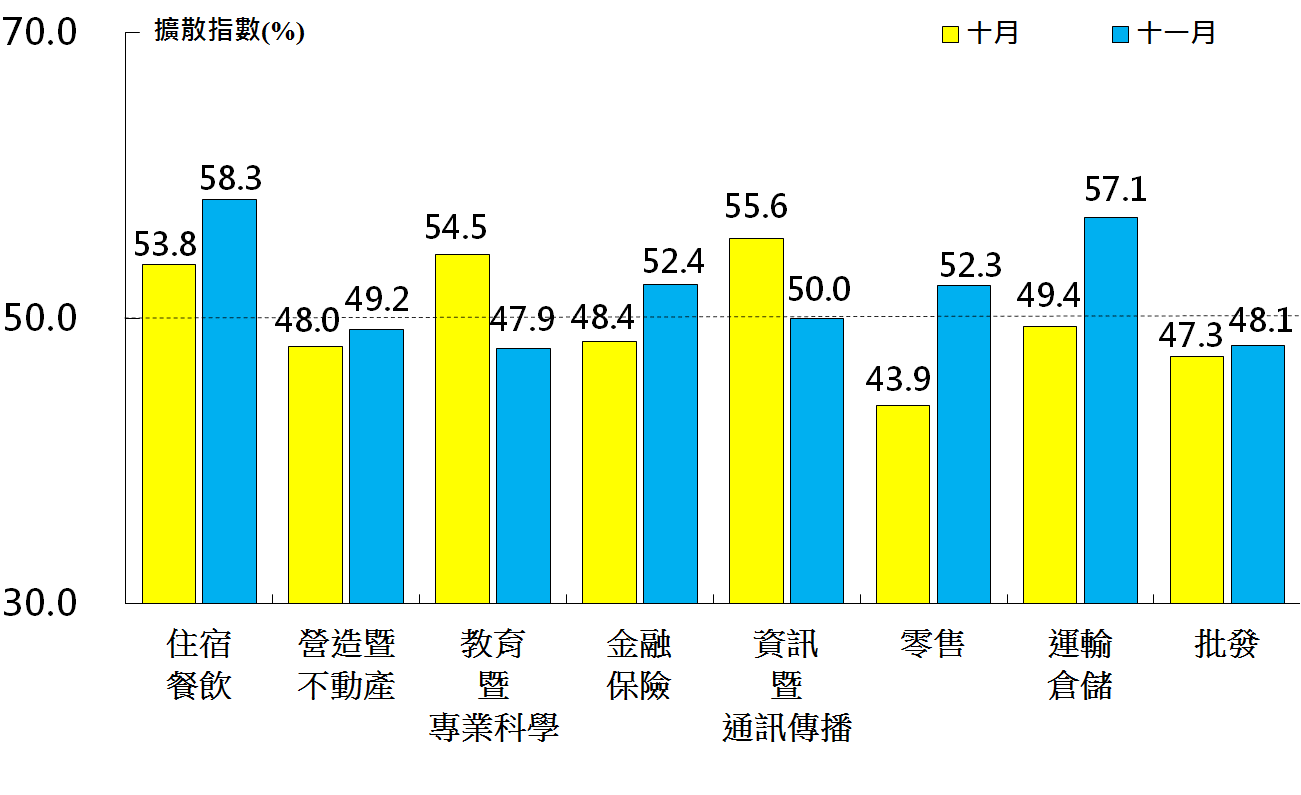 70.0
擴散指數(%)
十月
十一月
58.3
53.8
57.1
55.6
54.5
52.4
52.3
50.0
49.2
49.4
50.0
48.0
47.9
48.4
48.1
47.3
43.9
30.0
住宿
餐飲
營造暨
不動產
教育
暨
專業科學
金融
保險
資訊
暨
通訊傳播
零售
運輸
倉儲
批發